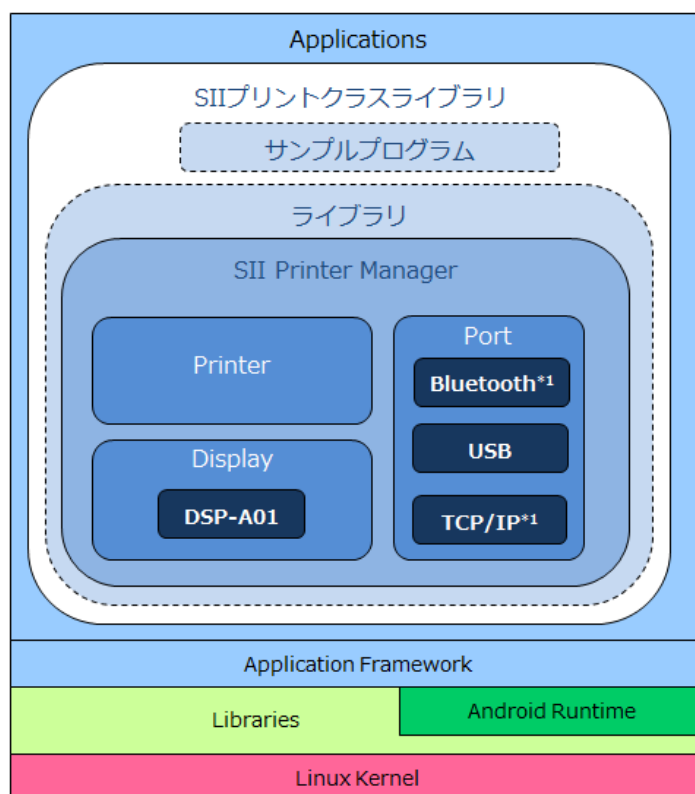 Applications
SIIプリントクラスライブラリ
サンプルプログラム
ライブラリ
SII Printer Manager
Printer
Port
Bluetooth*1
USB
TCP/IP*1
Display
DSP-A01
Application Framework
Libraries
Android Runtime
Linux Kernel